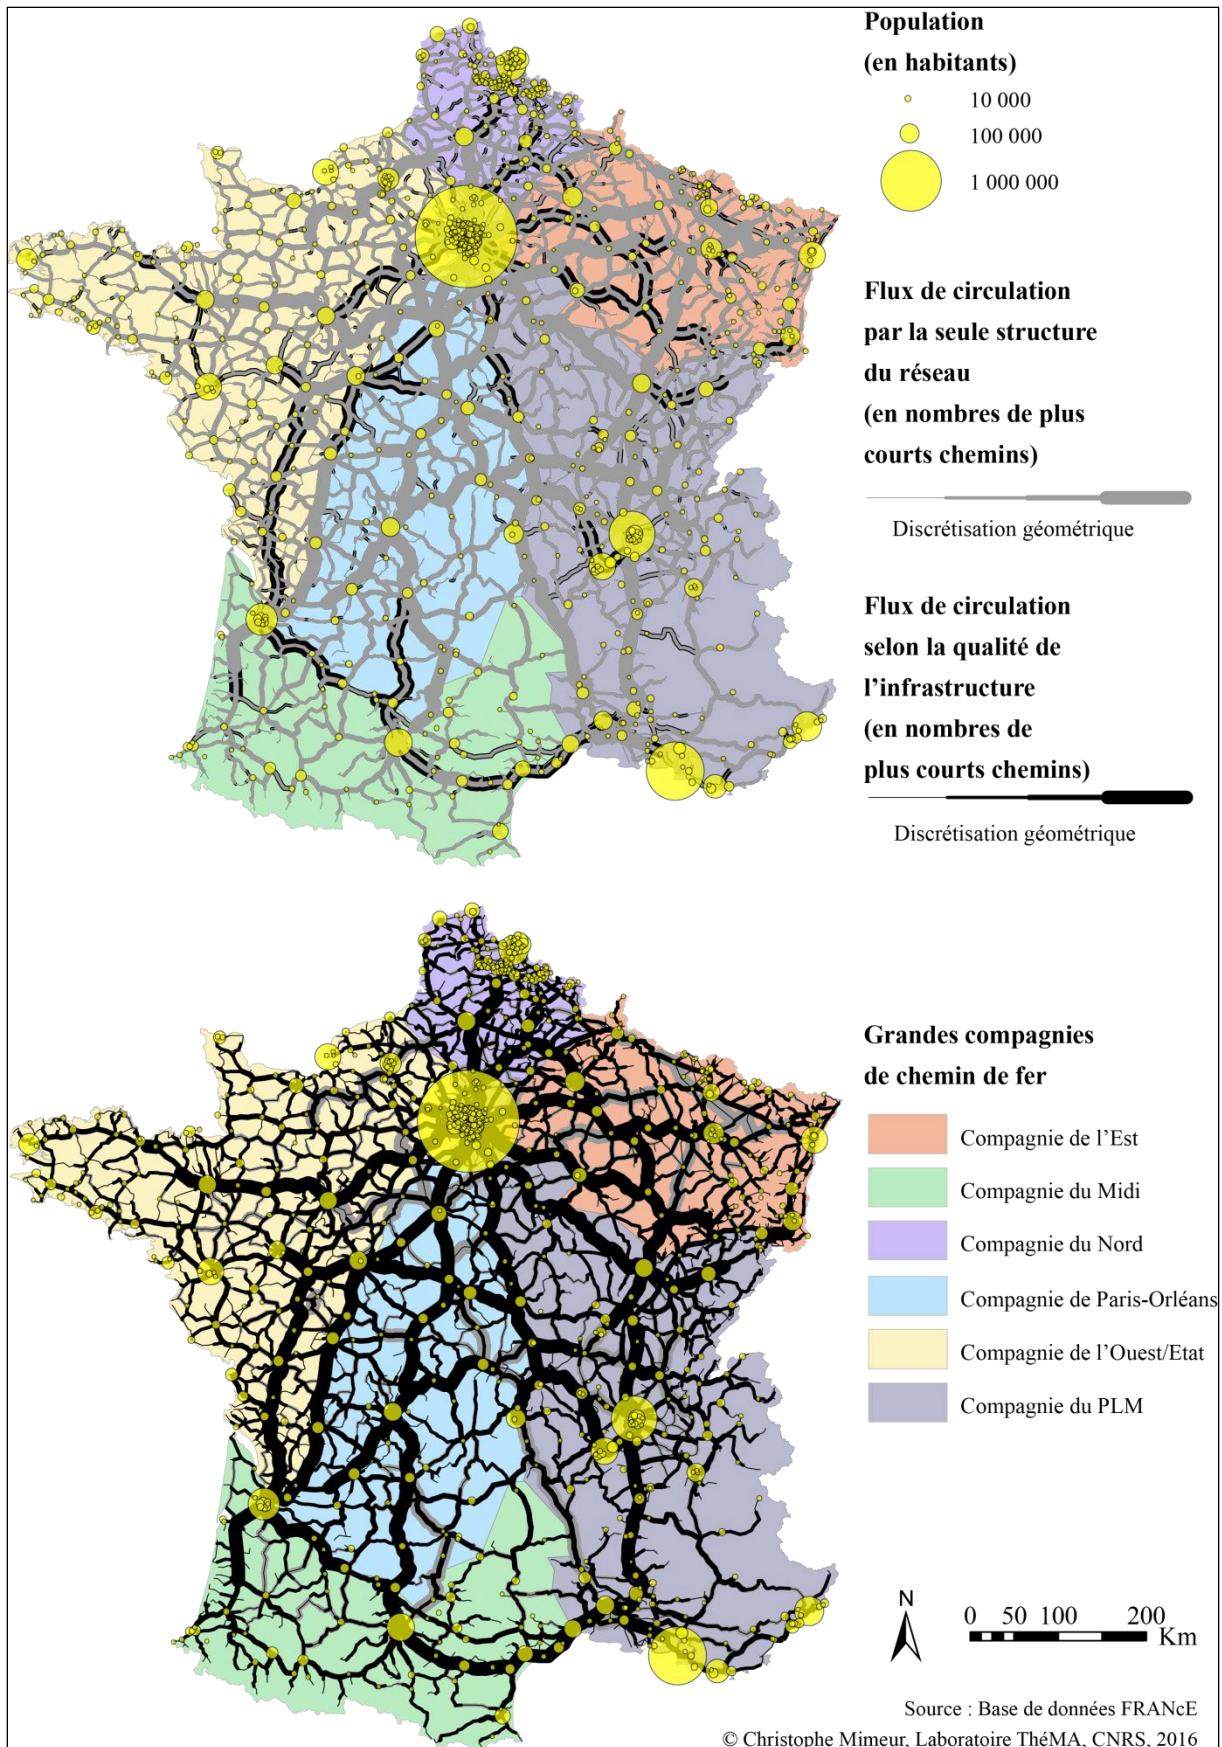 Population
(en habitants)
10 000
100 000
1 000 000
Flux de circulation
par la seule structure
du réseau
(en nombres de plus
courts chemins)
Discrétisation géométrique
Flux de circulation
selon la qualité de
l’infrastructure
(en nombres de
plus courts chemins)
Discrétisation géométrique
Grandes compagnies
de chemin de fer
Compagnie de l’Est
Compagnie du Midi
Compagnie du Nord
Compagnie de Paris-Orléans
Compagnie de l’Ouest/Etat
Compagnie du PLM
N
0 50 100 200
Km
Source : Base de données FRANcE
© Christophe Mimeur, Laboratoire ThéMA, CNRS, 2016